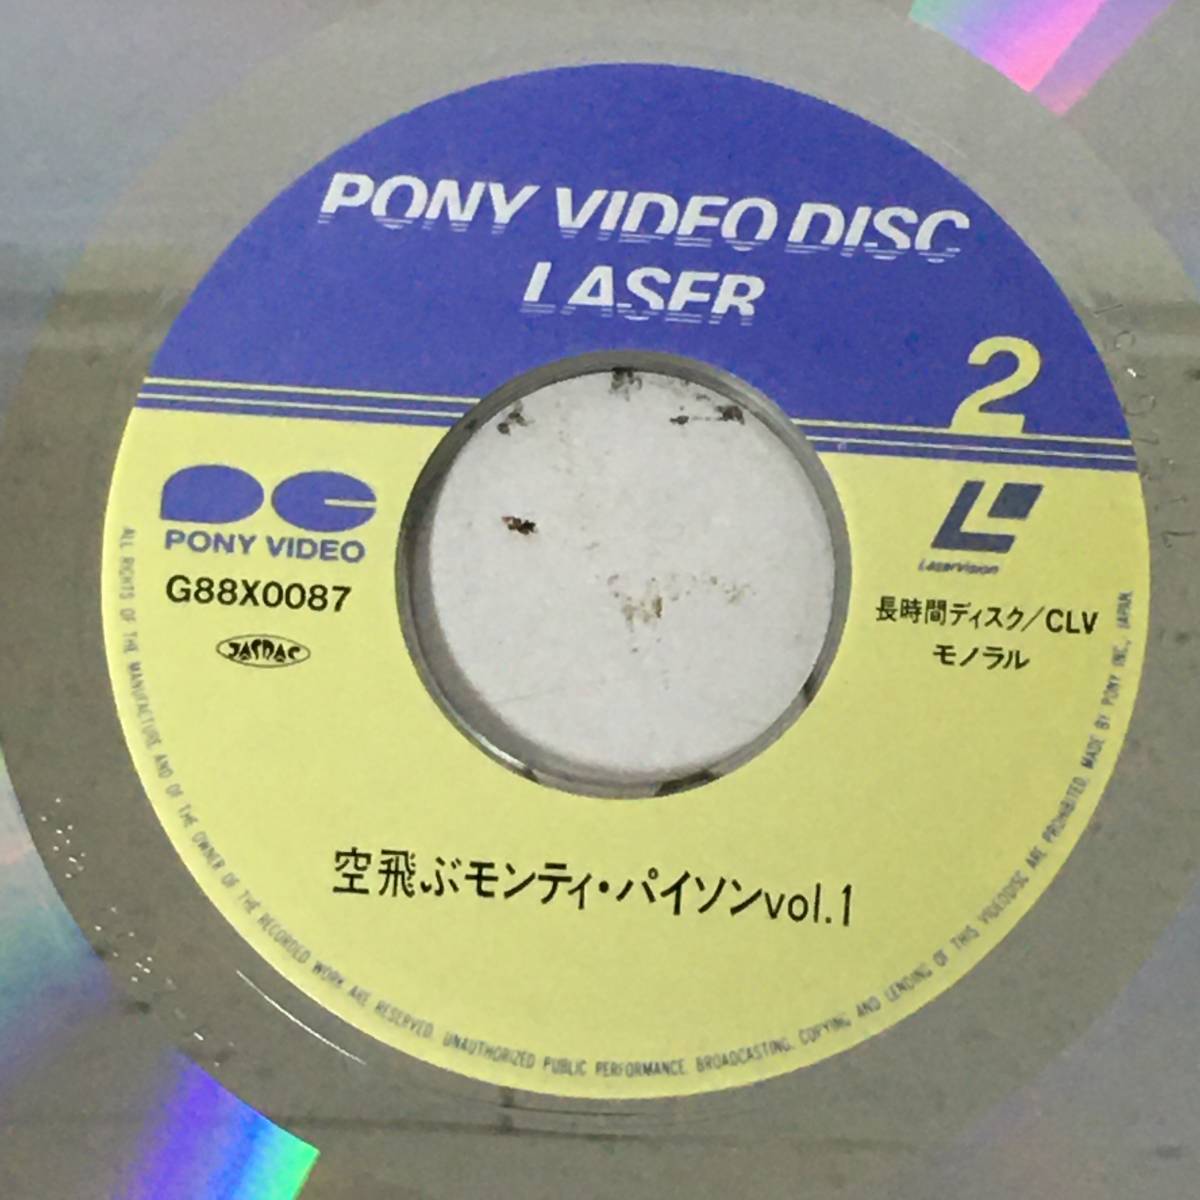 PONY VIDEO DISC
LASER
2
PONY VIDEO
G88X0087
JASRAC
LaserVision
長時間ディスク/CLV
モノラル
空飛ぶモンティ・パイソンvol.1
ALL RIGHTS OF THE MANUFACTURE AND OF THE OWNER OF THE RECORDED WORK ARE RESERVED. UNAUTHORIZED PUBLIC PERFORMANCE. BROADCASTING. COPYING AND LENDING OF THIS VIDEODISC ARE PROHIBITED. MADE BY PONY INC., JAPAN.